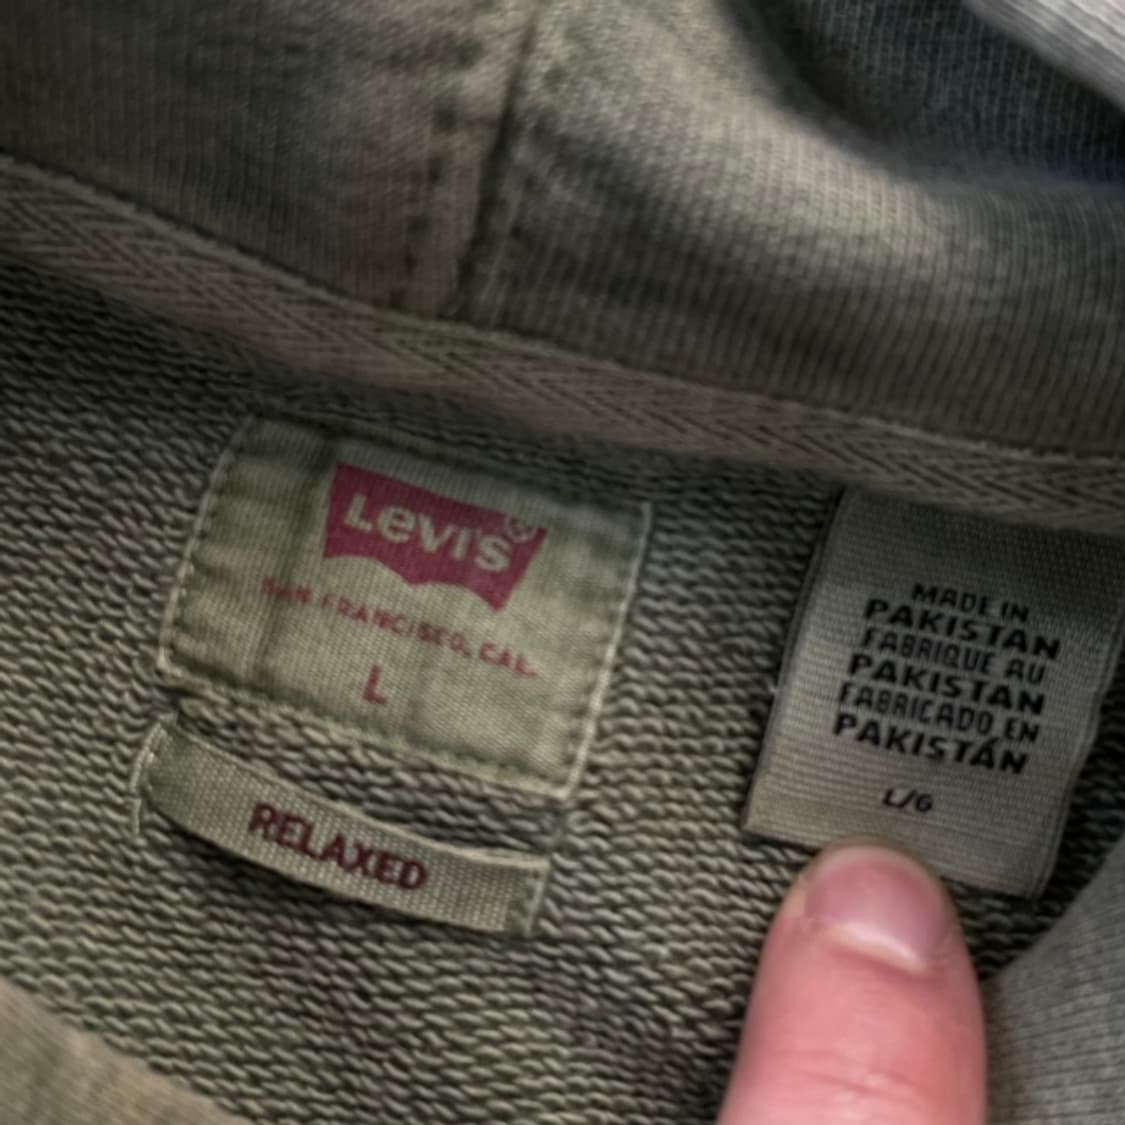 Levi's ®
SAN FRANCISCO, CAL.
L
RELAXED
MADE IN
PAKISTAN
FABRIQUE AU
PAKISTAN
FABRICADO EN
PAKISTÁN
L/G